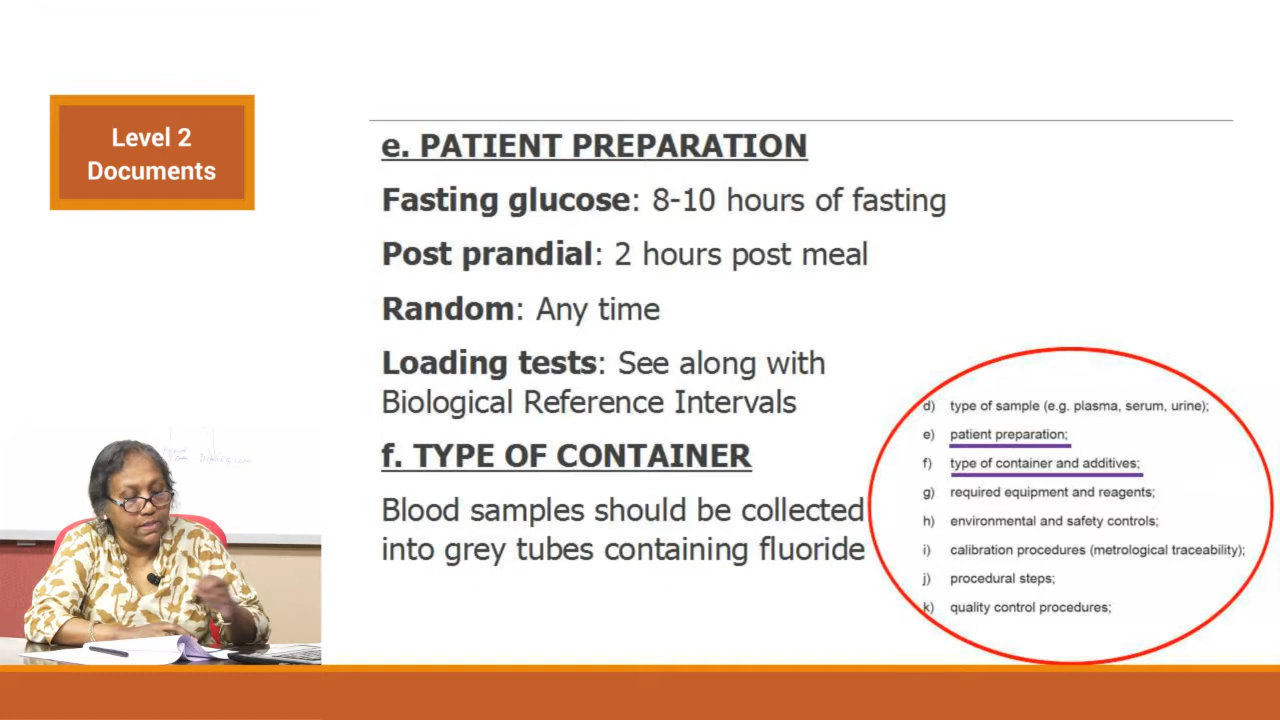 Level 2
Documents
e. PATIENT PREPARATION
Fasting glucose: 8-10 hours of fasting
Post prandial: 2 hours post meal
Random: Any time
Loading tests: See along with
Biological Reference Intervals
f. TYPE OF CONTAINER
Blood samples should be collected
into grey tubes containing fluoride
d) type of sample (e.g. plasma, serum, urine);
e) patient preparation;
f) type of container and additives;
g) required equipment and reagents;
h) environmental and safety controls;
i) calibration procedures (metrological traceability);
j) procedural steps;
k) quality control procedures;